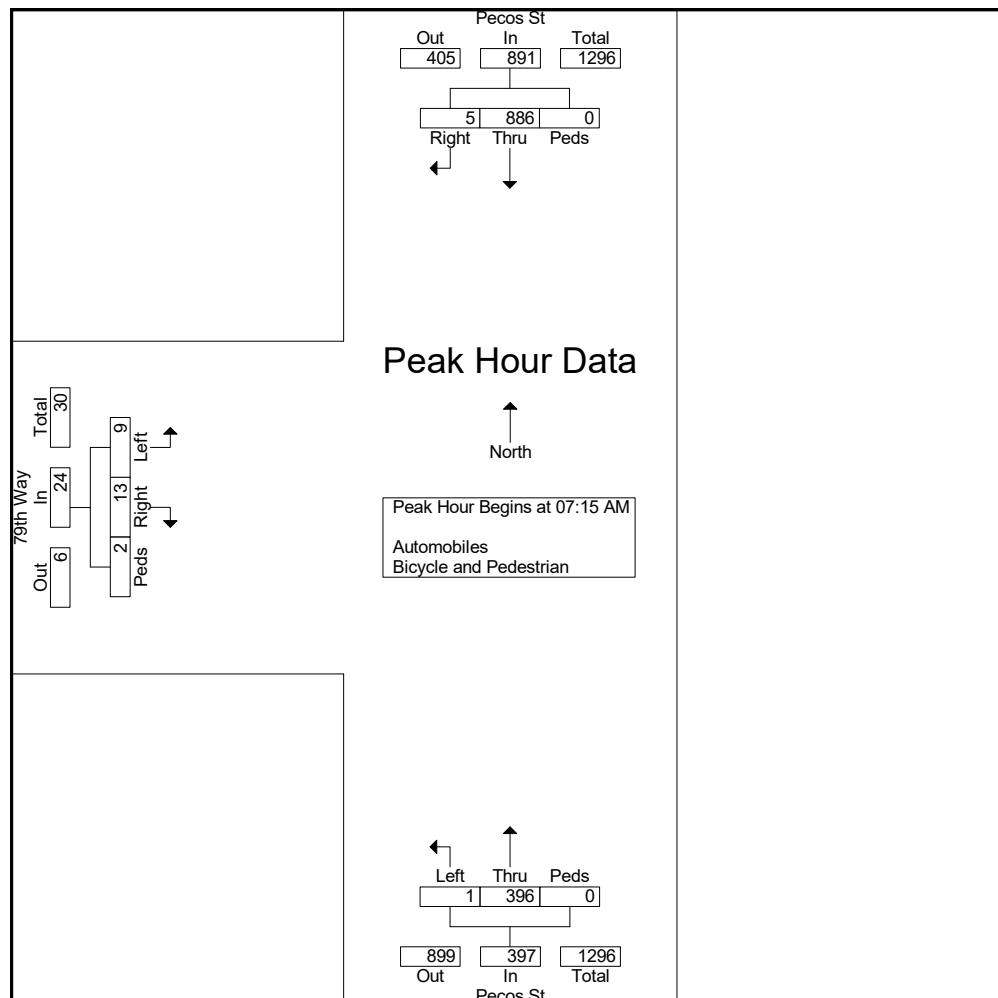 Pecos St
Out In Total
405 891 1296
5 886 0
Right Thru Peds
Peak Hour Data
North
Peak Hour Begins at 07:15 AM
Automobiles
Bicycle and Pedestrian
79th Way
Out In Total
6 24 30
2 13 9
Peds Right Left
Left Thru Peds
1 396 0
899 397 1296
Out In Total
Pecos St